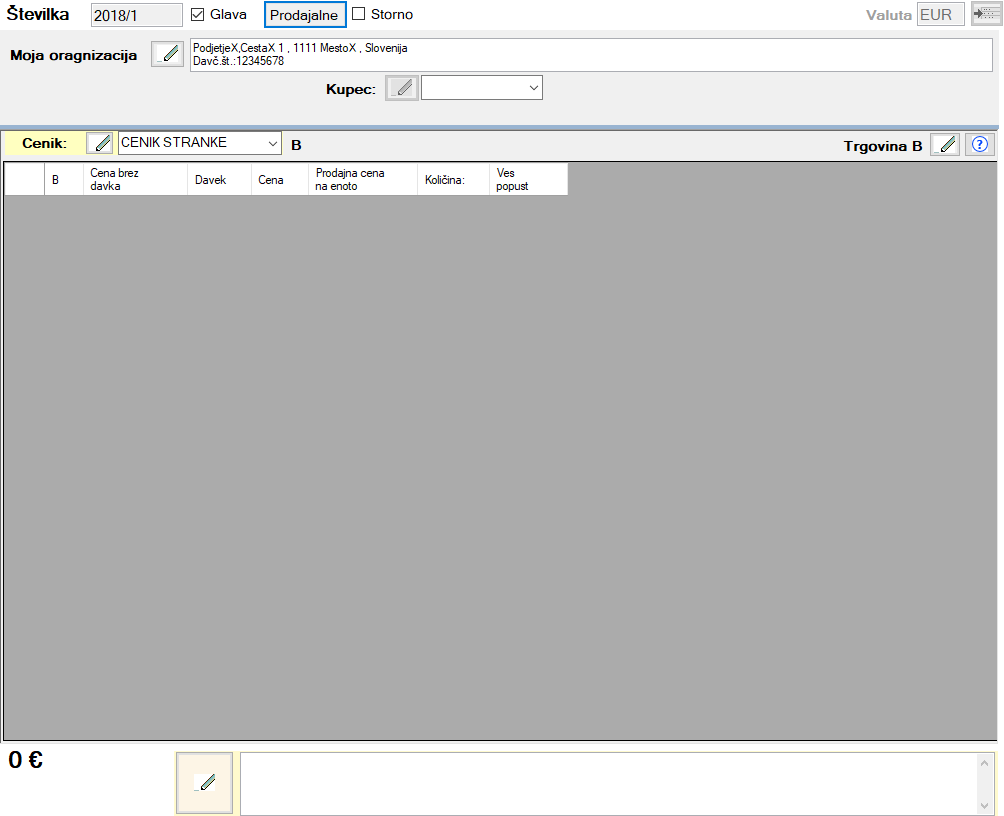 Številka 2018/1 Glava Prodajalne Storno Valuta EUR
Moja oragnizacija PodjetjeX,CestaX 1 , 1111 MestoX , Slovenija
Davč.št.:12345678
Kupec:
Cenik: CENIK STRANKE B Trgovina B ?
B Cena brez davka Davek Cena Prodajna cena na enoto Količina: Ves popust
0 €